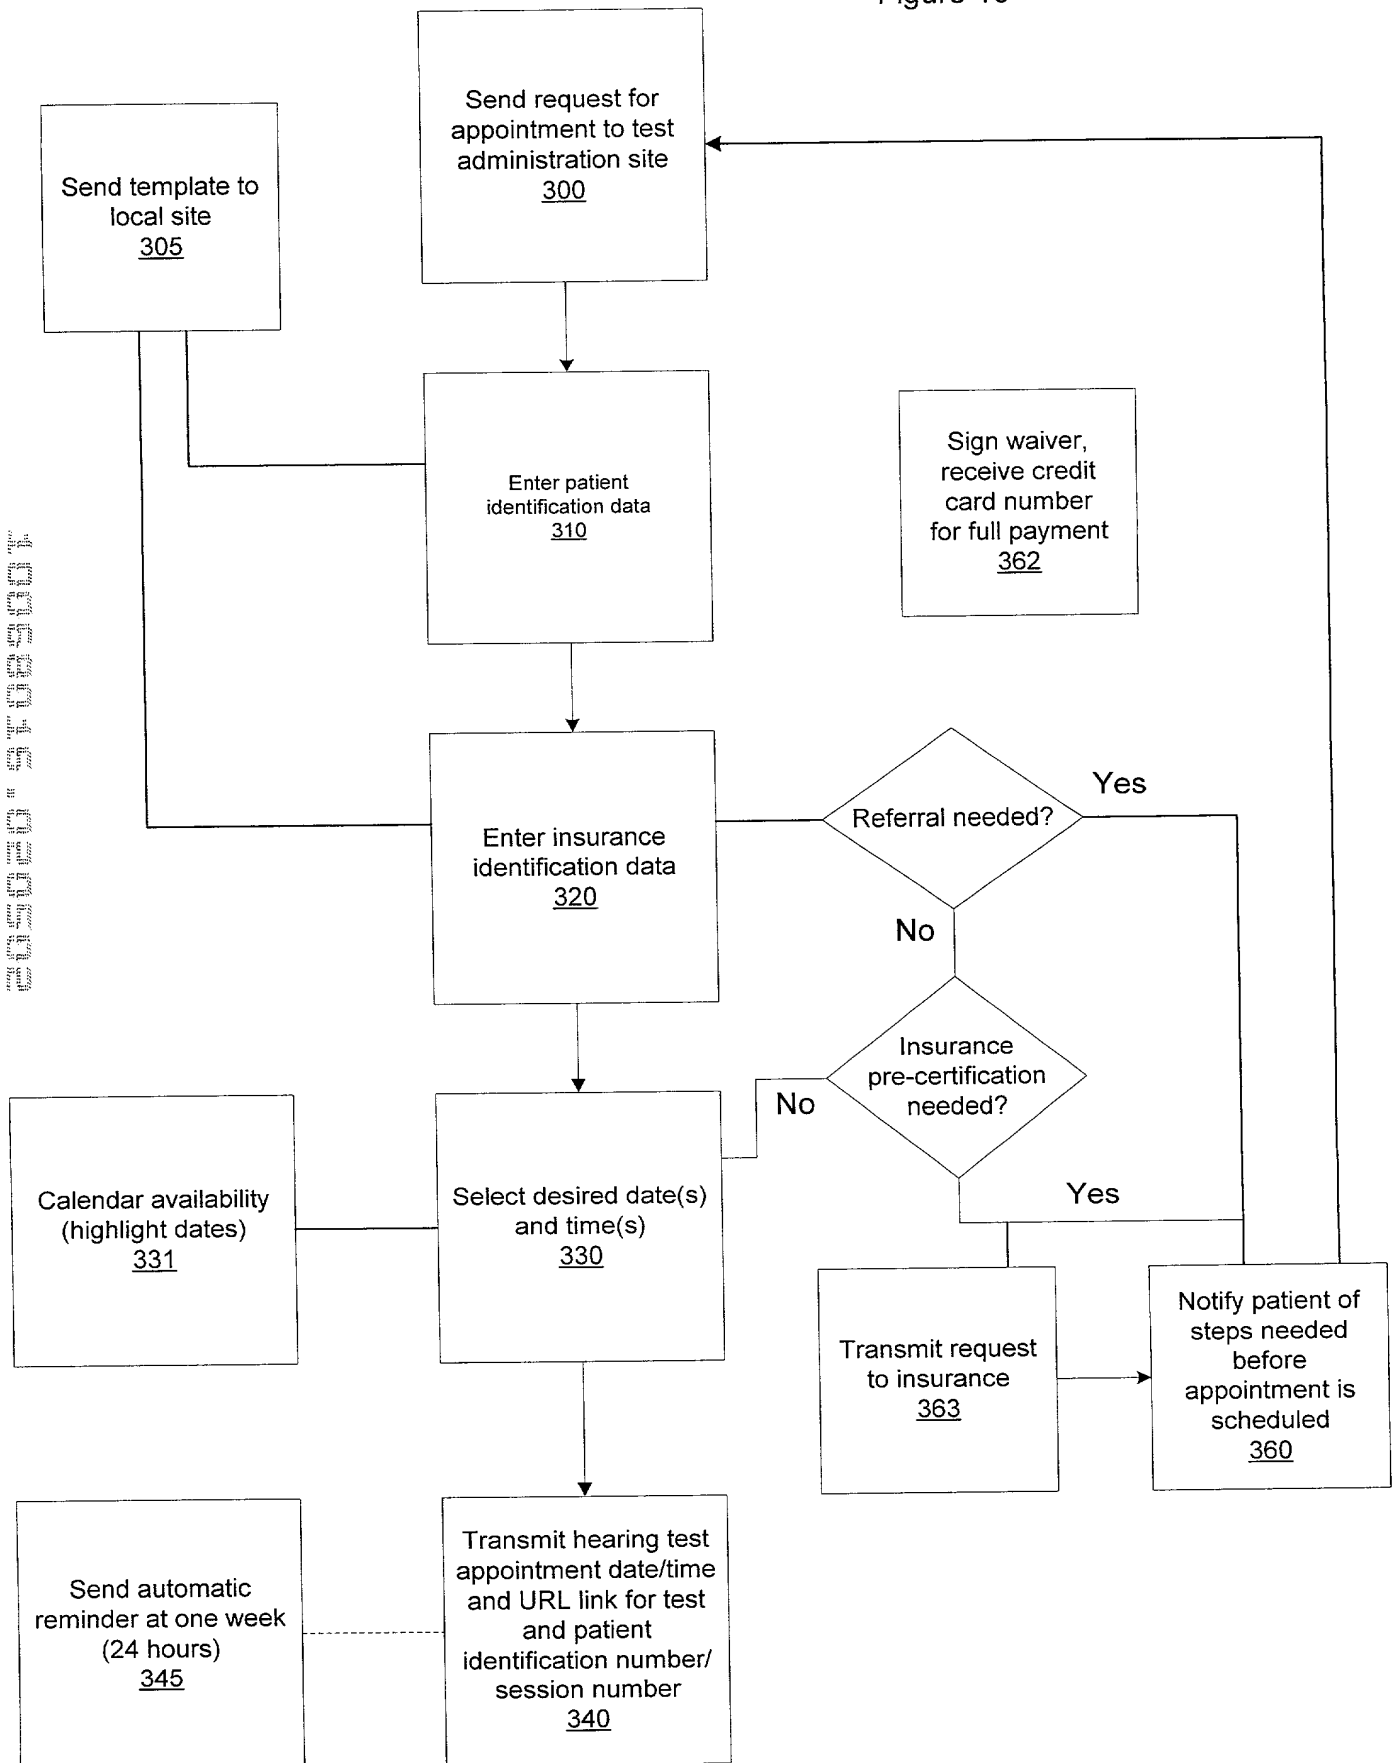 Send request for
appointment to test
administration site
300
Send template to
local site
305
Enter patient
identification data
310
Sign waiver,
receive credit
card number
for full payment
362
Enter insurance
identification data
320
Referral needed?
Yes
No
Insurance
pre-certification
needed?
No
Yes
Calendar availability
(highlight dates)
331
Select desired date(s)
and time(s)
330
Transmit request
to insurance
363
Notify patient of
steps needed
before
appointment is
scheduled
360
Send automatic
reminder at one week
(24 hours)
345
Transmit hearing test
appointment date/time
and URL link for test
and patient
identification number/
session number
340